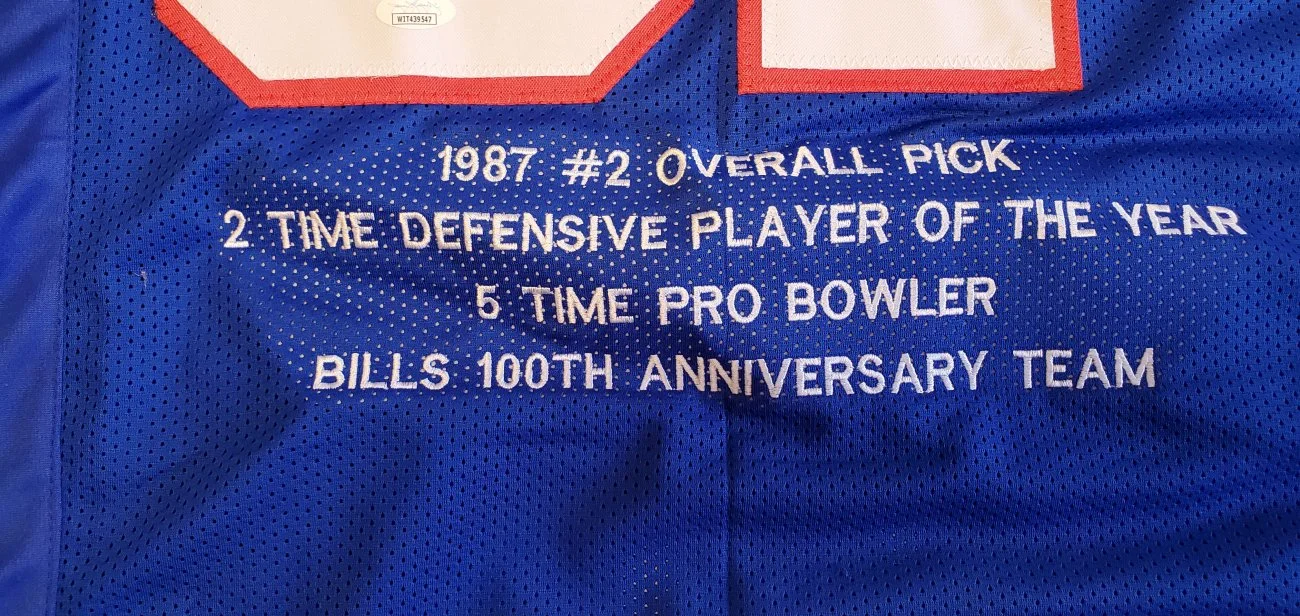 WIT439547
1987 #2 OVERALL PICK
2 TIME DEFENSIVE PLAYER OF THE YEAR
5 TIME PRO BOWLER
BILLS 100TH ANNIVERSARY TEAM